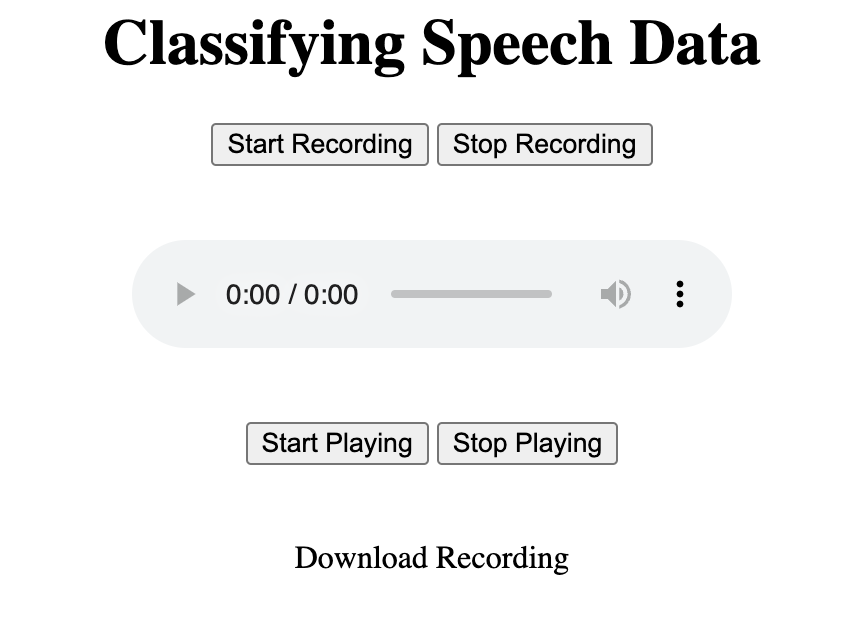 Classifying Speech Data
Start Recording Stop Recording
0:00 / 0:00
Start Playing Stop Playing
Download Recording